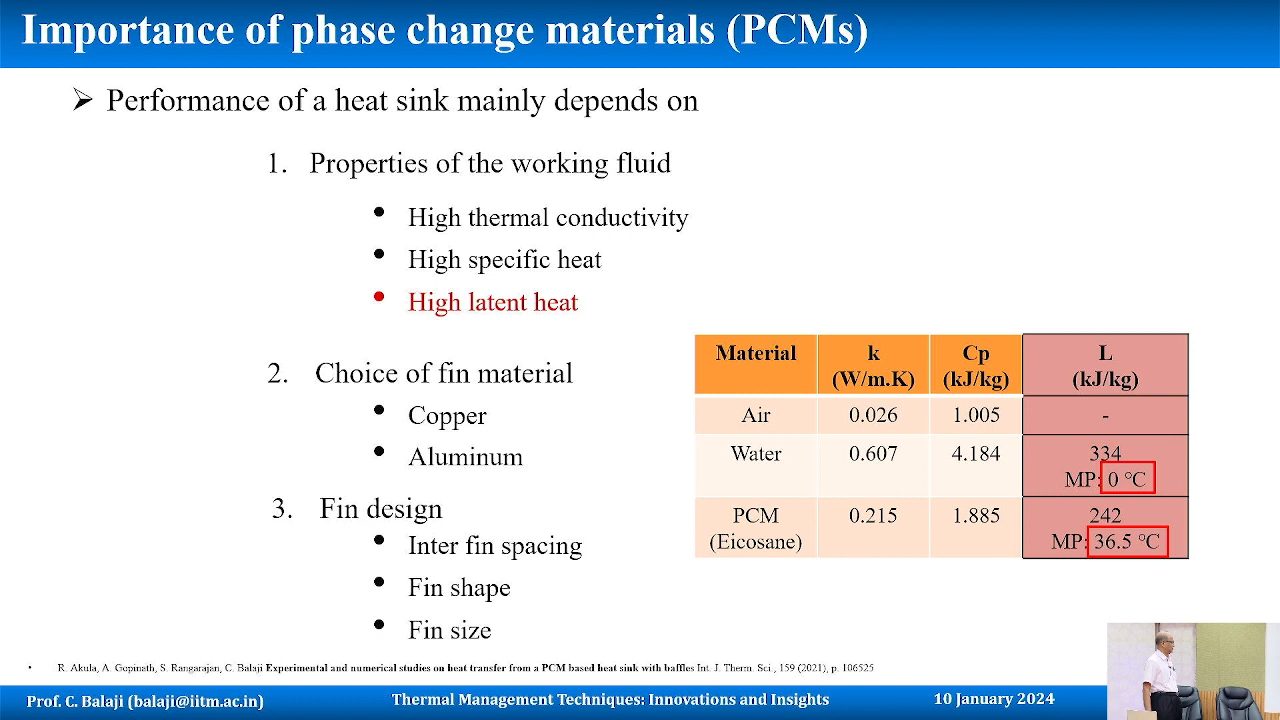 Importance of phase change materials (PCMs)
➢ Performance of a heat sink mainly depends on
1. Properties of the working fluid
• High thermal conductivity
• High specific heat
• High latent heat
2. Choice of fin material
• Copper
• Aluminum
3. Fin design
• Inter fin spacing
• Fin shape
• Fin size
Material k Cp L
(W/m.K) (kJ/kg) (kJ/kg)
Air 0.026 1.005 -
Water 0.607 4.184 334
MP: 0 °C
PCM 0.215 1.885 242
(Eicosane) MP: 36.5 °C
• R. Akula, A. Gopinath, S. Rangarajan, C. Balaji Experimental and numerical studies on heat transfer from a PCM based heat sink with baffles Int. J. Therm. Sci., 159 (2021), p. 106525
Prof. C. Balaji (balaji@iitm.ac.in) Thermal Management Techniques: Innovations and Insights 10 January 2024